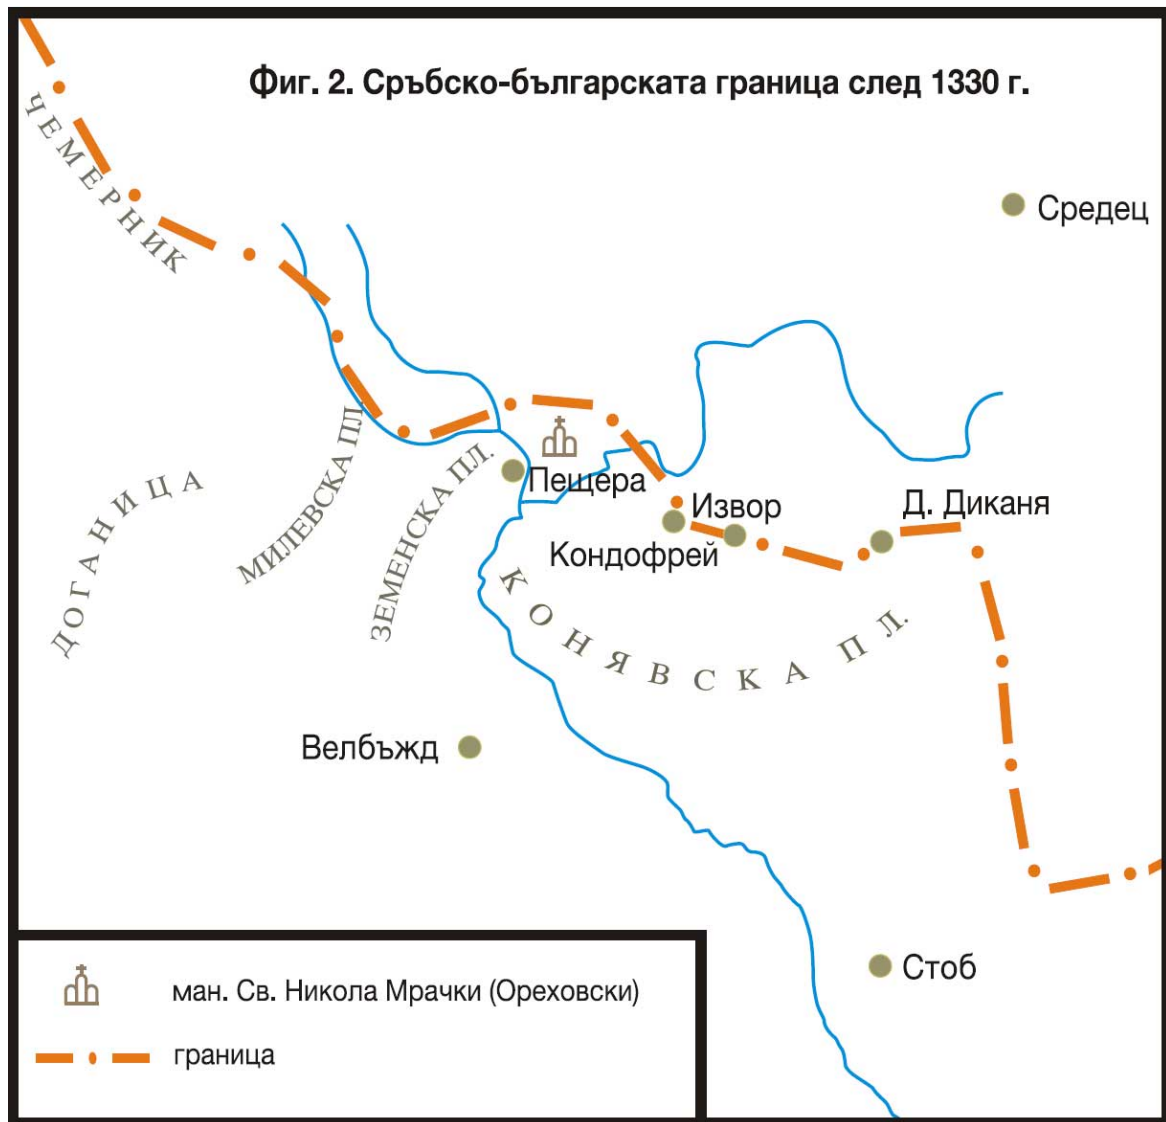 Фиг. 2. Сръбско-българската граница след 1330 г.
ЧЕМЕРНИК
Средец
МИЛЕВСКА ПЛ
ЗЕМЕНСКА ПЛ.
ДОГАНИЦА
Пещера
Извор
Д. Диканя
Кондофрей
КОНЯВСКА ПЛ.
Велбъжд
Стоб
ман. Св. Никола Мрачки (Ореховски)
граница